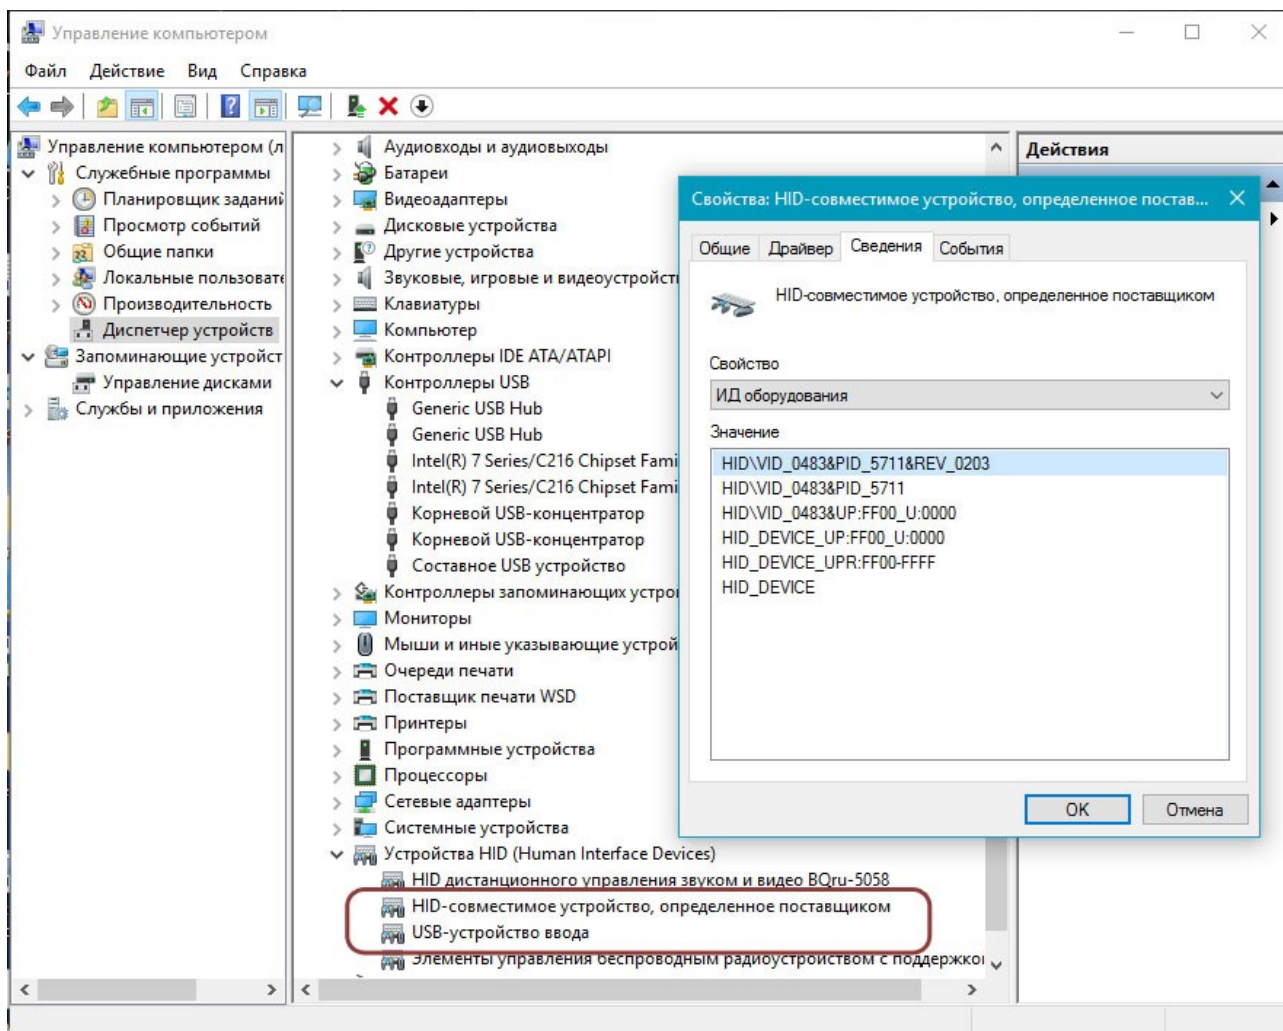 Управление компьютером
Файл Действие Вид Справка
Управление компьютером (л
Служебные программы
Планировщик заданий
Просмотр событий
Общие папки
Локальные пользовате
Производительность
Диспетчер устройств
Запоминающие устройст
Управление дисками
Службы и приложения
Аудиовходы и аудиовыходы
Батареи
Видеоадаптеры
Дисковые устройства
Другие устройства
Звуковые, игровые и видеоустройст
Клавиатуры
Компьютер
Контроллеры IDE ATA/ATAPI
Контроллеры USB
Generic USB Hub
Generic USB Hub
Intel(R) 7 Series/C216 Chipset Fami
Intel(R) 7 Series/C216 Chipset Fami
Корневой USB-концентратор
Корневой USB-концентратор
Составное USB устройство
Контроллеры запоминающих устро
Мониторы
Мыши и иные указывающие устрой
Очереди печати
Поставщик печати WSD
Принтеры
Программные устройства
Процессоры
Сетевые адаптеры
Системные устройства
Устройства HID (Human Interface Devices)
HID дистанционного управления звуком и видео BQru-5058
HID-совместимое устройство, определенное поставщиком
USB-устройство ввода
Элементы управления беспроводным радиоустройством с поддержкой
Действия
Свойства: HID-совместимое устройство, определенное постав...
Общие Драйвер Сведения События
HID-совместимое устройство, определенное поставщиком
Свойство
ИД оборудования
Значение
HID\VID_0483&PID_5711&REV_0203
HID\VID_0483&PID_5711
HID\VID_0483&UP:FF00_U:0000
HID_DEVICE_UP:FF00_U:0000
HID_DEVICE_UPR:FF00-FFFF
HID_DEVICE
OK Отмена